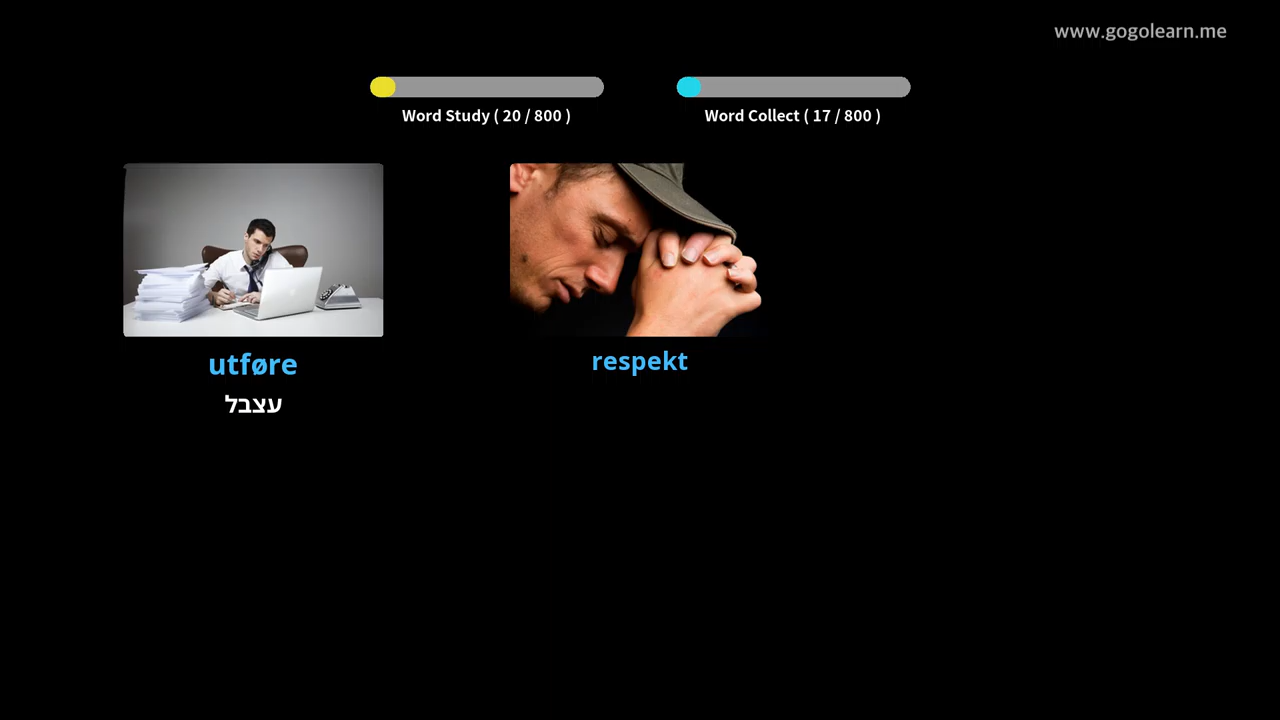 www.gogolearn.me
Word Study ( 20 / 800 )
Word Collect ( 17 / 800 )
utføre
עצבל
respekt